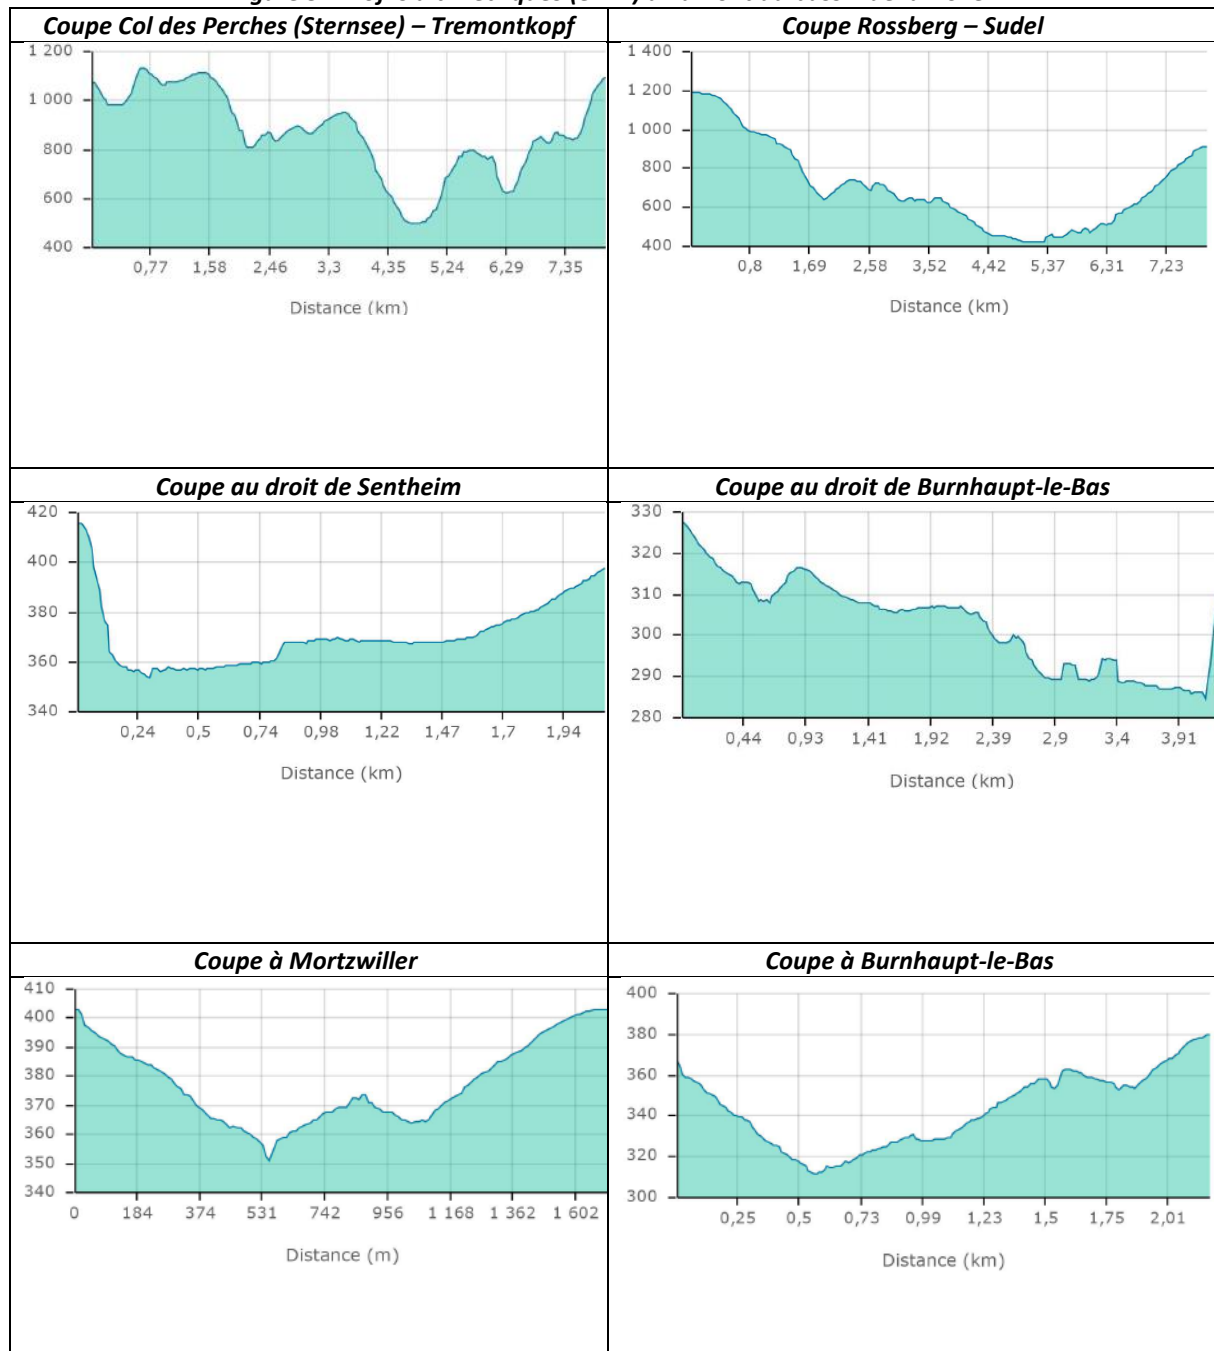 Coupe Col des Perches (Sternsee) – Tremontkopf
1 200
1 000
800
600
400
0,77 1,58 2,46 3,3 4,35 5,24 6,29 7,35
Distance (km)
Coupe Rossberg – Sudel
1 400
1 200
1 000
800
600
400
0,8 1,69 2,58 3,52 4,42 5,37 6,31 7,23
Distance (km)
Coupe au droit de Sentheim
420
400
380
360
340
0,24 0,5 0,74 0,98 1,22 1,47 1,7 1,94
Distance (km)
Coupe au droit de Burnhaupt-le-Bas
330
320
310
300
290
280
0,44 0,93 1,41 1,92 2,39 2,9 3,4 3,91
Distance (km)
Coupe à Mortzwiller
410
400
390
380
370
360
350
340
0 184 374 531 742 956 1 168 1 362 1 602
Distance (m)
Coupe à Burnhaupt-le-Bas
400
380
360
340
320
300
0,25 0,5 0,73 0,99 1,23 1,5 1,75 2,01
Distance (km)